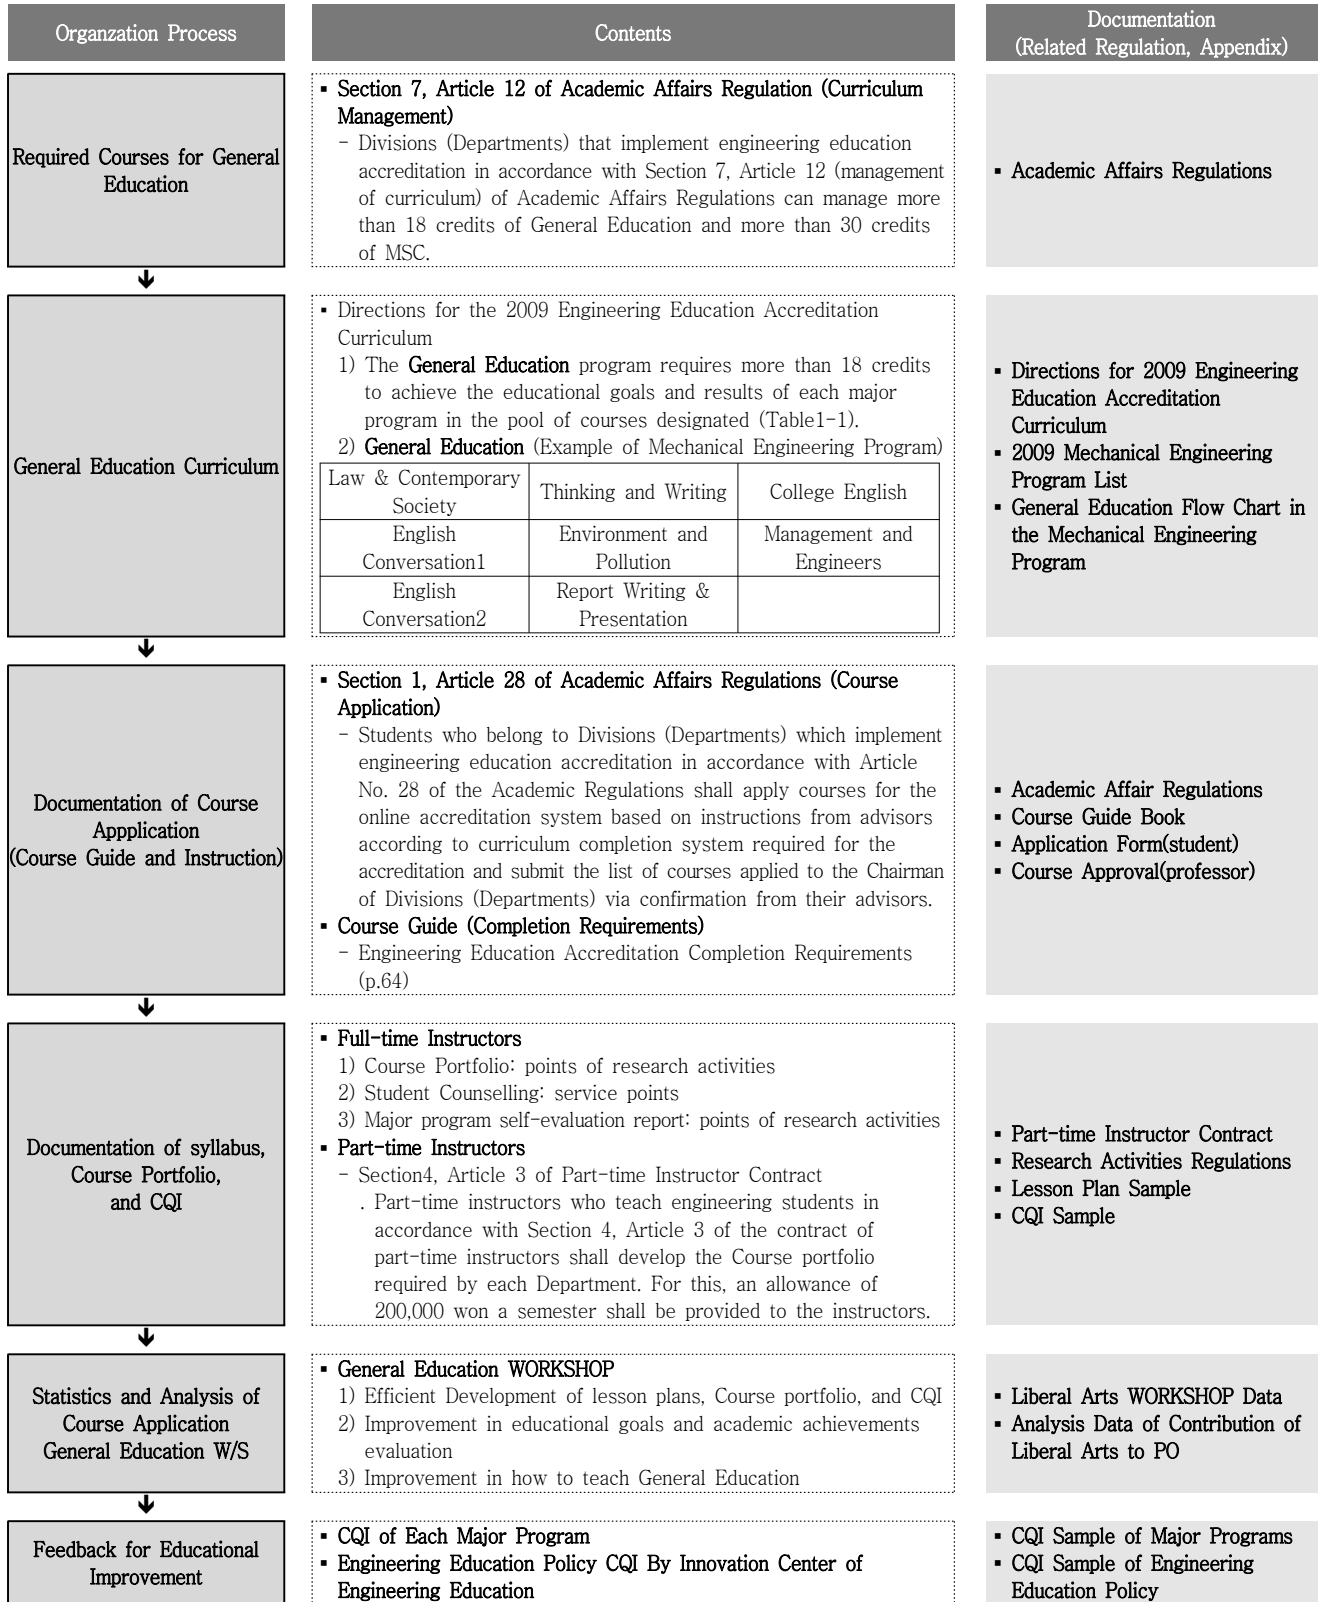 Organzation Process
Contents
Documentation
(Related Regulation, Appendix)
Required Courses for General
Education
▪ Section 7, Article 12 of Academic Affairs Regulation (Curriculum
Management)
- Divisions (Departments) that implement engineering education
accreditation in accordance with Section 7, Article 12 (management
of curriculum) of Academic Affairs Regulations can manage more
than 18 credits of General Education and more than 30 credits
of MSC.
▪ Academic Affairs Regulations
General Education Curriculum
▪ Directions for the 2009 Engineering Education Accreditation
Curriculum
1) The General Education program requires more than 18 credits
to achieve the educational goals and results of each major
program in the pool of courses designated (Table1-1).
2) General Education (Example of Mechanical Engineering Program)
Law & Contemporary
Society
Thinking and Writing
College English
English
Conversation1
Environment and
Pollution
Management and
Engineers
English
Conversation2
Report Writing &
Presentation
▪ Directions for 2009 Engineering
Education Accreditation
Curriculum
▪ 2009 Mechanical Engineering
Program List
▪ General Education Flow Chart in
the Mechanical Engineering
Program
Documentation of Course
Appplication
(Course Guide and Instruction)
▪ Section 1, Article 28 of Academic Affairs Regulations (Course
Application)
- Students who belong to Divisions (Departments) which implement
engineering education accreditation in accordance with Article
No. 28 of the Academic Regulations shall apply courses for the
online accreditation system based on instructions from advisors
according to curriculum completion system required for the
accreditation and submit the list of courses applied to the Chairman
of Divisions (Departments) via confirmation from their advisors.
▪ Course Guide (Completion Requirements)
- Engineering Education Accreditation Completion Requirements
(p.64)
▪ Academic Affair Regulations
▪ Course Guide Book
▪ Application Form(student)
▪ Course Approval(professor)
Documentation of syllabus,
Course Portfolio,
and CQI
▪ Full-time Instructors
1) Course Portfolio: points of research activities
2) Student Counselling: service points
3) Major program self-evaluation report: points of research activities
▪ Part-time Instructors
- Section4, Article 3 of Part-time Instructor Contract
. Part-time instructors who teach engineering students in
accordance with Section 4, Article 3 of the contract of
part-time instructors shall develop the Course portfolio
required by each Department. For this, an allowance of
200,000 won a semester shall be provided to the instructors.
▪ Part-time Instructor Contract
▪ Research Activities Regulations
▪ Lesson Plan Sample
▪ CQI Sample
Statistics and Analysis of
Course Application
General Education W/S
▪ General Education WORKSHOP
1) Efficient Development of lesson plans, Course portfolio, and CQI
2) Improvement in educational goals and academic achievements
evaluation
3) Improvement in how to teach General Education
▪ Liberal Arts WORKSHOP Data
▪ Analysis Data of Contribution of
Liberal Arts to PO
Feedback for Educational
Improvement
▪ CQI of Each Major Program
▪ Engineering Education Policy CQI By Innovation Center of
Engineering Education
▪ CQI Sample of Major Programs
▪ CQI Sample of Engineering
Education Policy